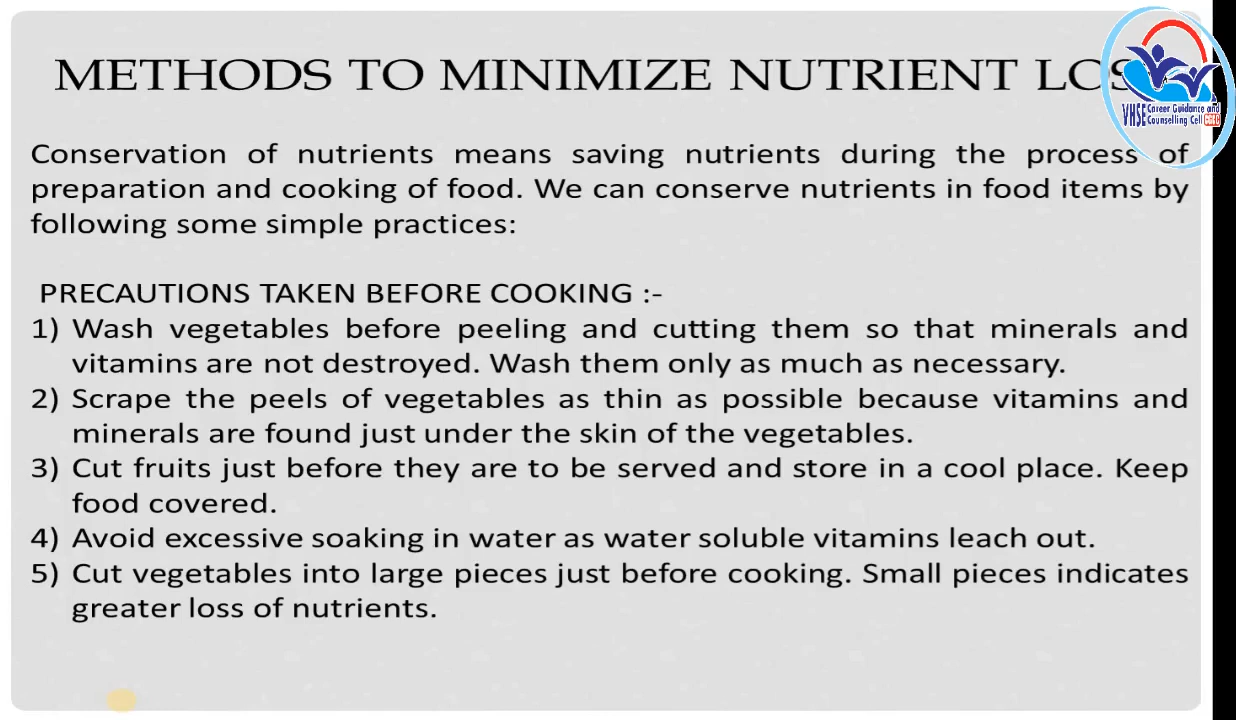 METHODS TO MINIMIZE NUTRIENT LOS
VHSE Career Guidance and
Counselling Cell CGCC
Conservation of nutrients means saving nutrients during the process of
preparation and cooking of food. We can conserve nutrients in food items by
following some simple practices:
PRECAUTIONS TAKEN BEFORE COOKING :-
1) Wash vegetables before peeling and cutting them so that minerals and
vitamins are not destroyed. Wash them only as much as necessary.
2) Scrape the peels of vegetables as thin as possible because vitamins and
minerals are found just under the skin of the vegetables.
3) Cut fruits just before they are to be served and store in a cool place. Keep
food covered.
4) Avoid excessive soaking in water as water soluble vitamins leach out.
5) Cut vegetables into large pieces just before cooking. Small pieces indicates
greater loss of nutrients.